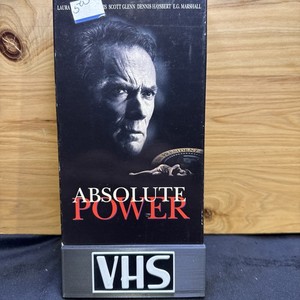 LAURA
SCOTT GLENN DENNIS HAYSBERT E.G. MARSHALL
ABSOLUTE
POWER
VHS